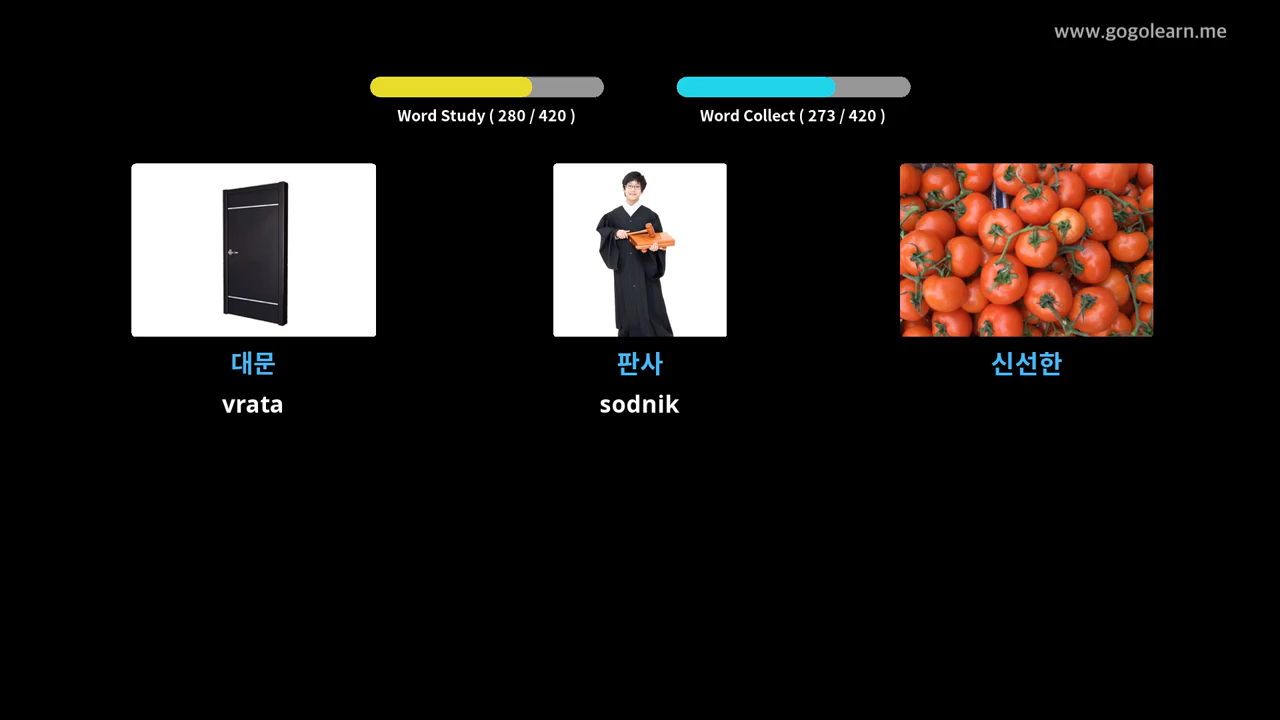 www.gogolearn.me
Word Study ( 280 / 420 )
Word Collect ( 273 / 420 )
대문
판사
신선한
vrata
sodnik